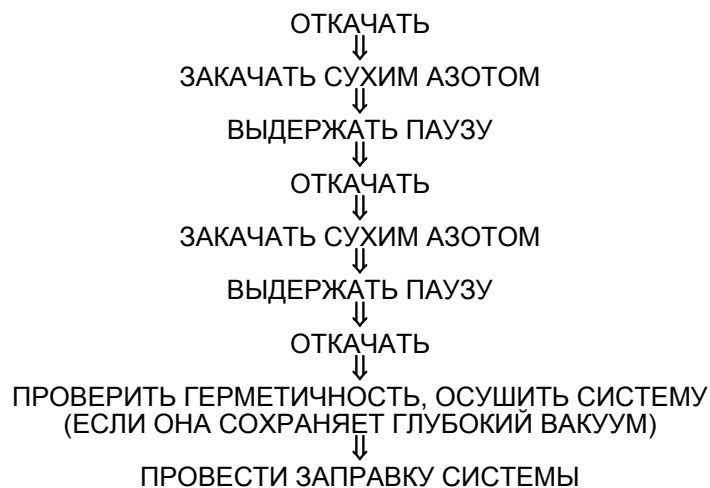 ОТКАЧАТЬ
⇓
ЗАКАЧАТЬ СУХИМ АЗОТОМ
⇓
ВЫДЕРЖАТЬ ПАУЗУ
⇓
ОТКАЧАТЬ
⇓
ЗАКАЧАТЬ СУХИМ АЗОТОМ
⇓
ВЫДЕРЖАТЬ ПАУЗУ
⇓
ОТКАЧАТЬ
⇓
ПРОВЕРИТЬ ГЕРМЕТИЧНОСТЬ, ОСУШИТЬ СИСТЕМУ
(ЕСЛИ ОНА СОХРАНЯЕТ ГЛУБОКИЙ ВАКУУМ)
⇓
ПРОВЕСТИ ЗАПРАВКУ СИСТЕМЫ